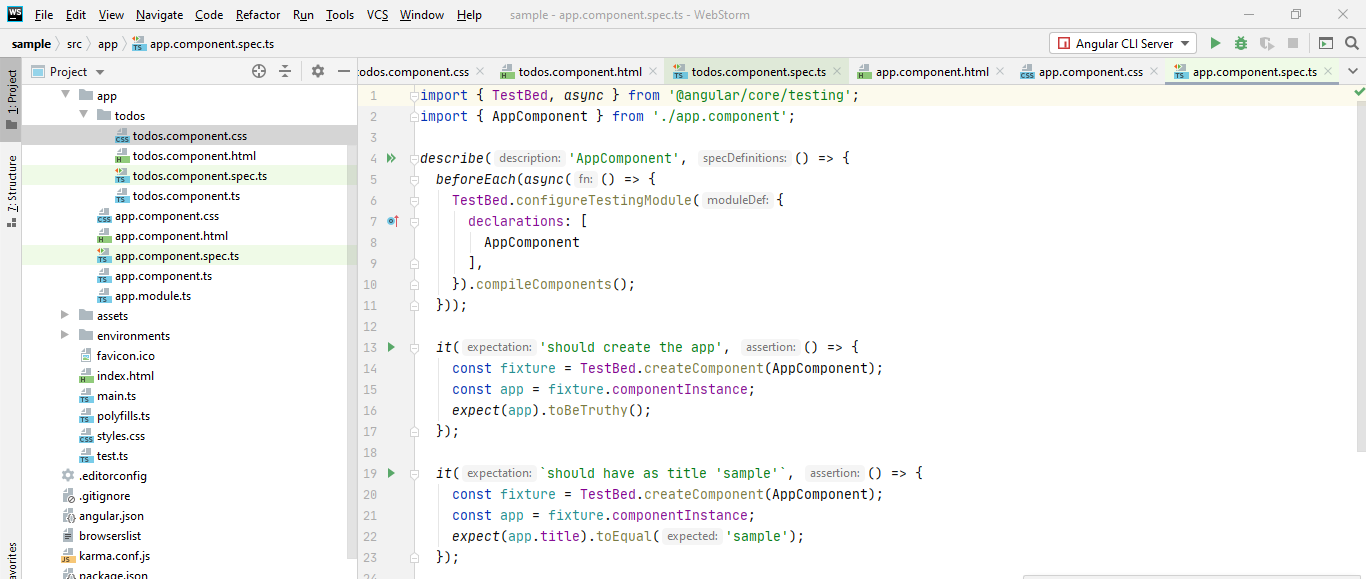 WS File Edit View Navigate Code Refactor Run Tools VCS Window Help sample - app.component.spec.ts - WebStorm
sample src app app.component.spec.ts Angular CLI Server
1: Project
7: Structure
avorites
Project
app
todos
todos.component.css
todos.component.html
todos.component.spec.ts
todos.component.ts
app.component.css
app.component.html
app.component.spec.ts
app.component.ts
app.module.ts
assets
environments
favicon.ico
index.html
main.ts
polyfills.ts
styles.css
test.ts
.editorconfig
.gitignore
angular.json
browserslist
karma.conf.js
package.json
todos.component.css todos.component.html todos.component.spec.ts app.component.html app.component.css app.component.spec.ts
1 import { TestBed, async } from '@angular/core/testing';
2 import { AppComponent } from './app.component';
3
4 describe( description: 'AppComponent', specDefinitions: () => {
5 beforeEach(async( fn: () => {
6 TestBed.configureTestingModule( moduleDef: {
7 declarations: [
8 AppComponent
9 ],
10 }).compileComponents();
11 }));
12
13 it( expectation: 'should create the app', assertion: () => {
14 const fixture = TestBed.createComponent(AppComponent);
15 const app = fixture.componentInstance;
16 expect(app).toBeTruthy();
17 });
18
19 it( expectation: `should have as title 'sample'`, assertion: () => {
20 const fixture = TestBed.createComponent(AppComponent);
21 const app = fixture.componentInstance;
22 expect(app.title).toEqual( expected: 'sample');
23 });
24